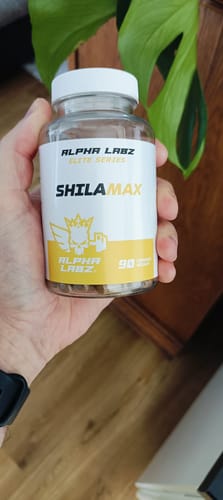 ALPHA LABZ
ELITE SERIES
SHILAMAX
ALPHA
LABZ
90